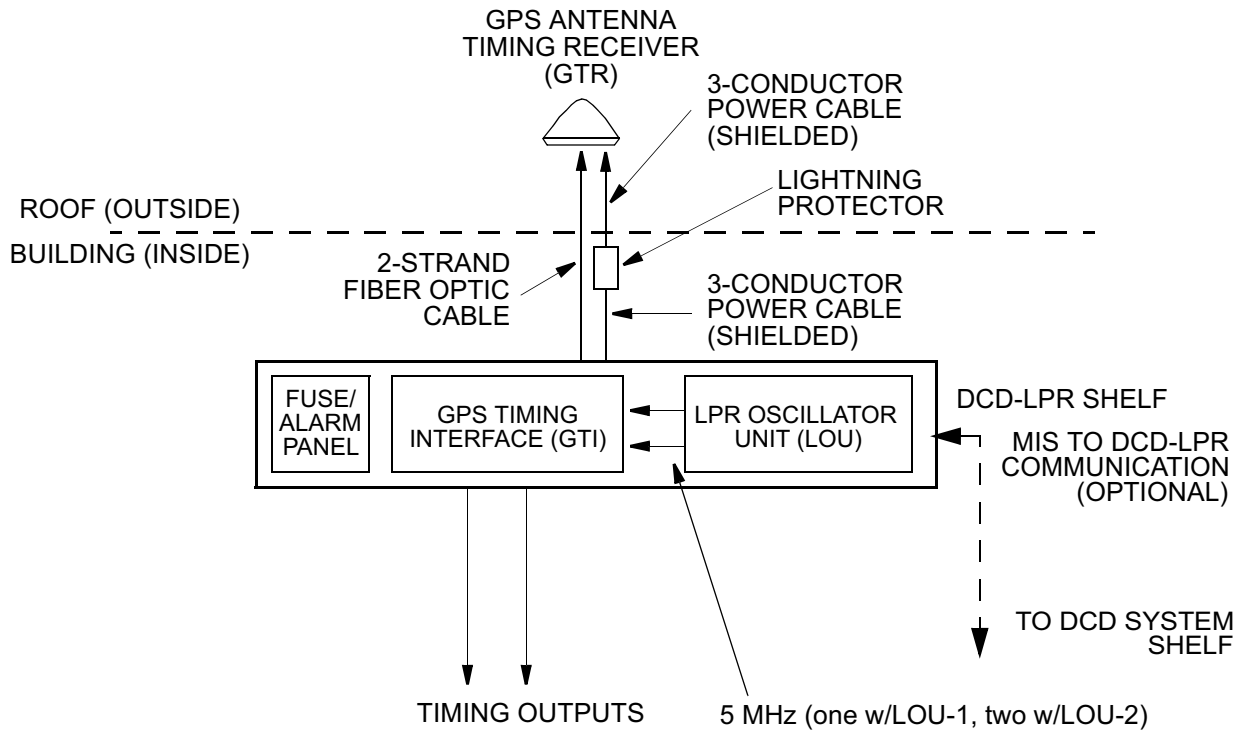 GPS ANTENNA
TIMING RECEIVER
(GTR)
3-CONDUCTOR
POWER CABLE
(SHIELDED)
LIGHTNING
PROTECTOR
ROOF (OUTSIDE)
BUILDING (INSIDE)
2-STRAND
FIBER OPTIC
CABLE
3-CONDUCTOR
POWER CABLE
(SHIELDED)
FUSE/
ALARM
PANEL
GPS TIMING
INTERFACE (GTI)
LPR OSCILLATOR
UNIT (LOU)
DCD-LPR SHELF
MIS TO DCD-LPR
COMMUNICATION
(OPTIONAL)
TO DCD SYSTEM
SHELF
TIMING OUTPUTS
5 MHz (one w/LOU-1, two w/LOU-2)